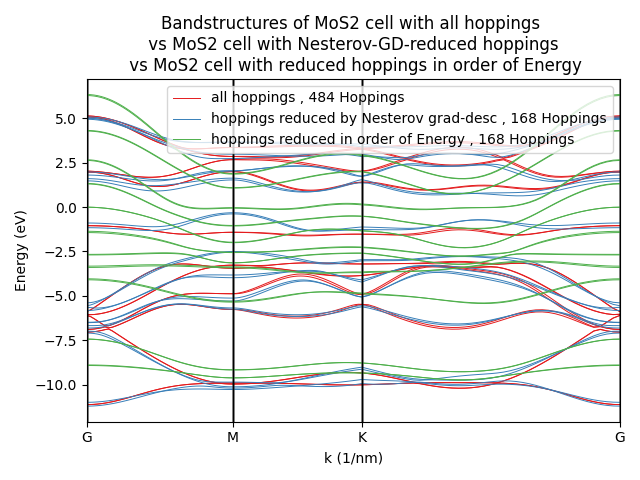 Bandstructures of MoS2 cell with all hoppings
vs MoS2 cell with Nesterov-GD-reduced hoppings
vs MoS2 cell with reduced hoppings in order of Energy
all hoppings , 484 Hoppings
hoppings reduced by Nesterov grad-desc , 168 Hoppings
hoppings reduced in order of Energy , 168 Hoppings
Energy (eV)
5.0
2.5
0.0
−2.5
−5.0
−7.5
−10.0
G M K G
k (1/nm)